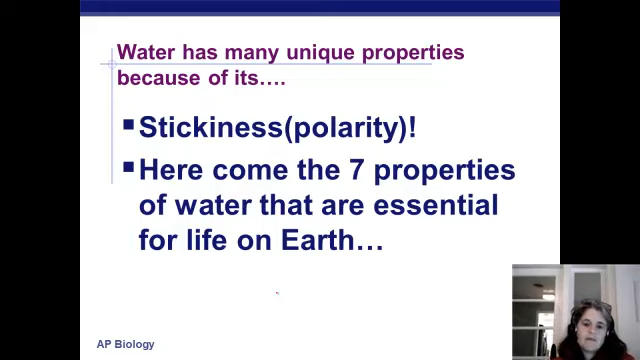 Water has many unique properties
because of its….
▪ Stickiness(polarity)!
▪ Here come the 7 properties
of water that are essential
for life on Earth…
AP Biology